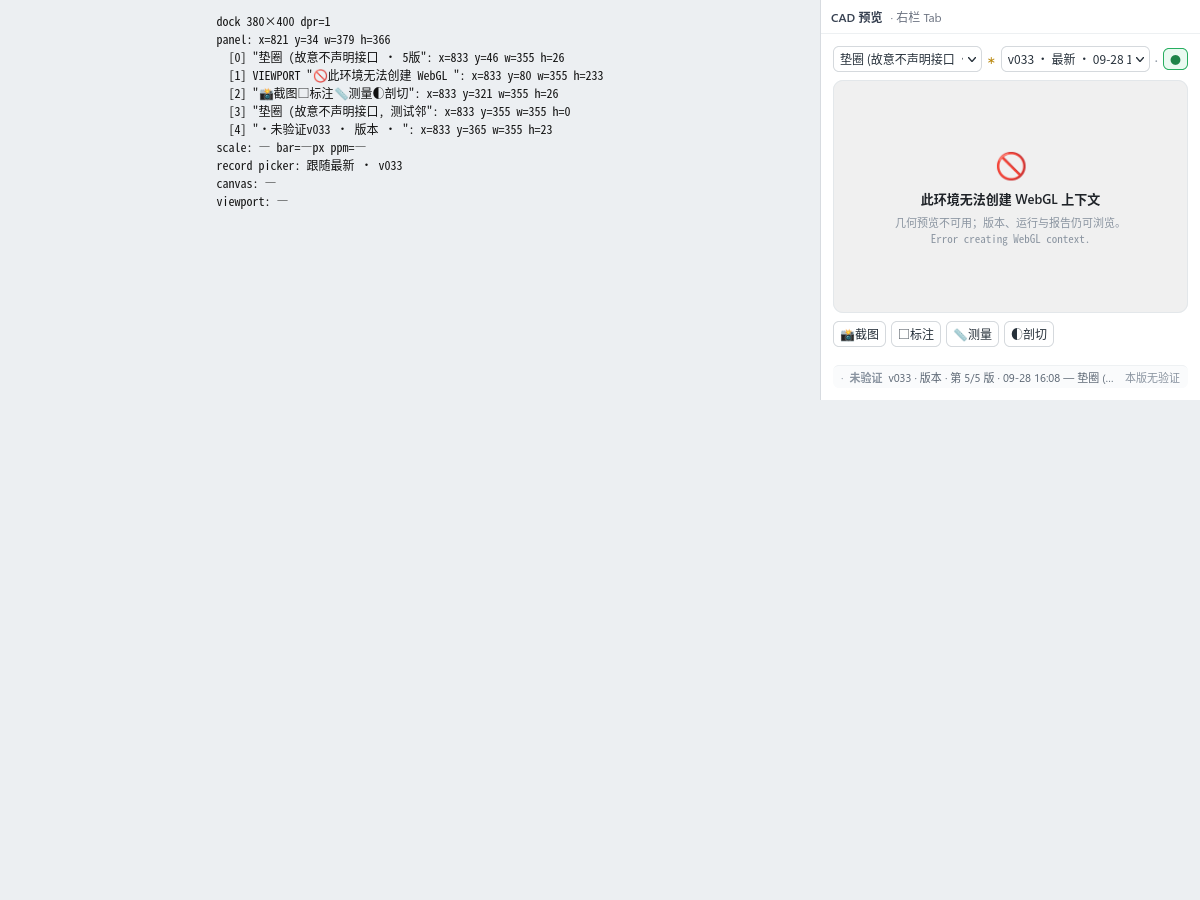 dock 380×400 dpr=1
panel: x=821 y=34 w=379 h=366
[0] "垫圈 (故意不声明接口 · 5版": x=833 y=46 w=355 h=26
[1] VIEWPORT "🚫此环境无法创建 WebGL ": x=833 y=80 w=355 h=233
[2] "📸截图□标注📏测量◐剖切": x=833 y=321 w=355 h=26
[3] "垫圈 (故意不声明接口, 测试邻": x=833 y=355 w=355 h=0
[4] "·未验证v033 · 版本 · ": x=833 y=365 w=355 h=23
scale: — bar=—px ppm=—
record picker: 跟随最新 · v033
canvas: —
viewport: —
CAD 预览 · 右栏 Tab
垫圈 (故意不声明接口 * v033 · 最新 · 09-28 1 ·
此环境无法创建 WebGL 上下文
几何预览不可用；版本、运行与报告仍可浏览。
Error creating WebGL context.
📸截图 □标注 📏测量 ◐剖切
· 未验证 v033 · 版本 · 第 5/5 版 · 09-28 16:08 — 垫圈 (... 本版无验证